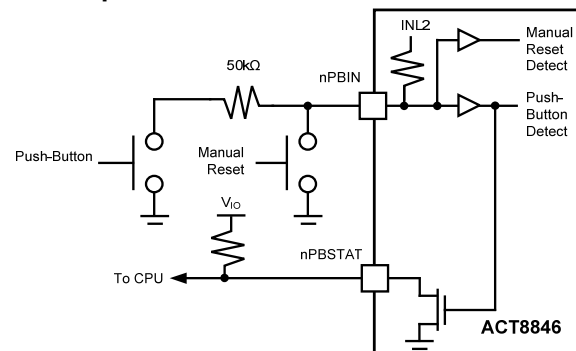 INL2
Manual
Reset
Detect
50kΩ
nPBIN
Push-
Button
Detect
Push-Button
Manual
Reset
VIO
nPBSTAT
To CPU
ACT8846